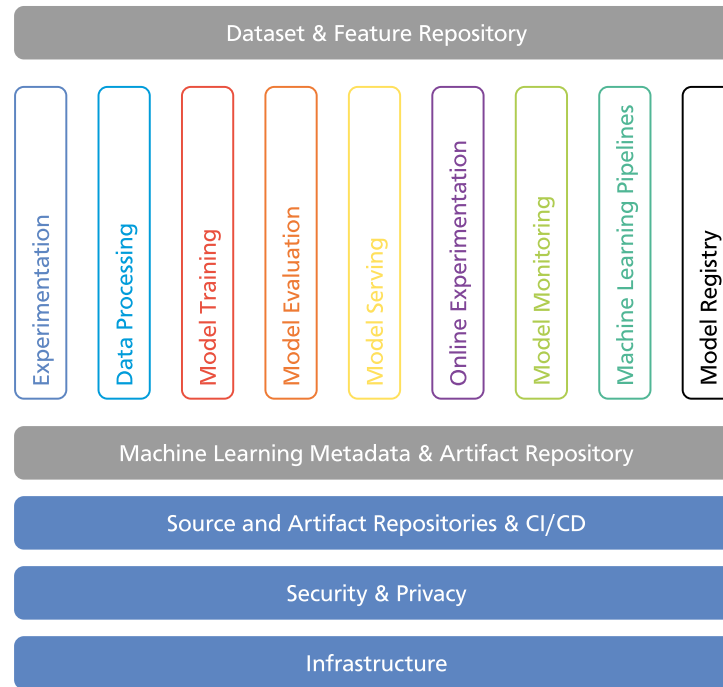 Dataset & Feature Repository
Experimentation
Data Processing
Model Training
Model Evaluation
Model Serving
Online Experimentation
Model Monitoring
Machine Learning Pipelines
Model Registry
Machine Learning Metadata & Artifact Repository
Source and Artifact Repositories & CI/CD
Security & Privacy
Infrastructure